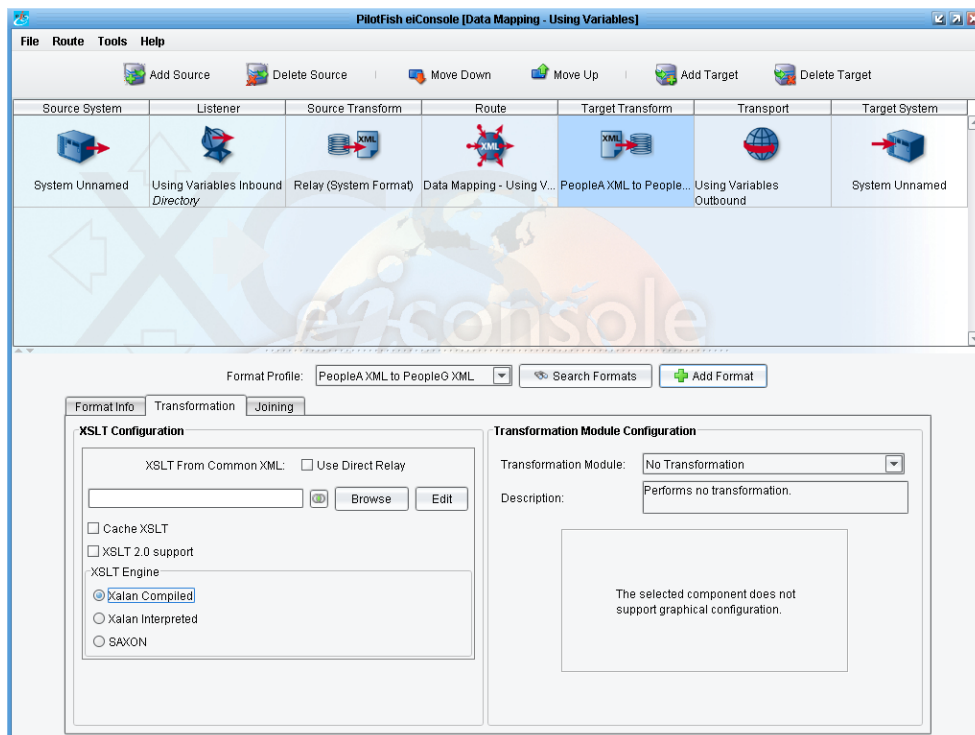 PilotFish eiConsole [Data Mapping - Using Variables]
File Route Tools Help
Add Source Delete Source Move Down Move Up Add Target Delete Target
Source System Listener Source Transform Route Target Transform Transport Target System
XML XML XML
System Unnamed Using Variables Inbound Relay (System Format) Data Mapping - Using V... PeopleA XML to People... Using Variables System Unnamed
Directory Outbound
XCS
eiconsole
Format Profile: PeopleA XML to PeopleG XML Search Formats Add Format
Format Info Transformation Joining
XSLT Configuration Transformation Module Configuration
XSLT From Common XML: Use Direct Relay Transformation Module: No Transformation
Browse Edit Description: Performs no transformation.
Cache XSLT
XSLT 2.0 support
XSLT Engine
Xalan Compiled The selected component does not
Xalan Interpreted support graphical configuration.
SAXON